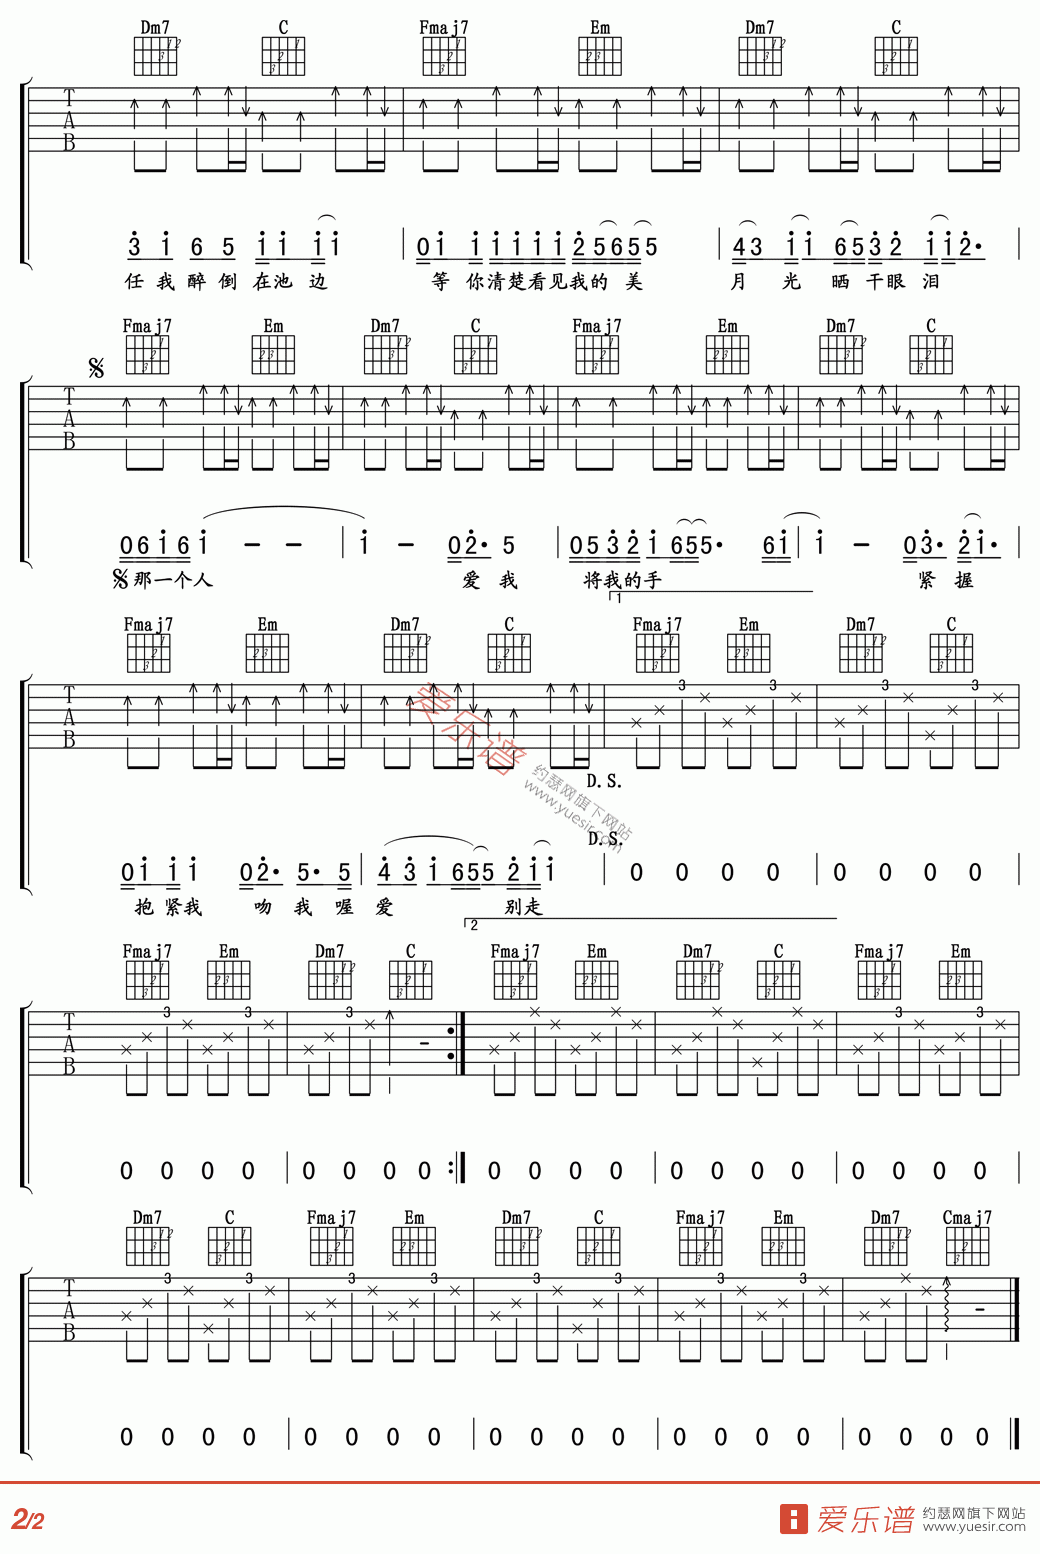 Dm7 C Fmaj7 Em Dm7 C
T
A
B
3 1 6 5 1 1 1 1 | 0 1 1 1 1 1 1 2 5 6 5 5 | 4 3 1 1 6 5 3 2 1 1 2·
任 我 醉 倒 在 池 边 等 你 清 楚 看 见 我 的 美 月 光 晒 干 眼 泪
Fmaj7 Em Dm7 C Fmaj7 Em Dm7 C
T
A
B
0 6 1 6 1 – – | 1 – 0 2· 5 | 0 5 3 2 1 6 5 5· 6 1 | 1 – 0 3· 2 1· |
那 一 个 人 爱 我 将 我 的 手 紧 握
1
Fmaj7 Em Dm7 C Fmaj7 Em Dm7 C
T
A
B
3 3 3 3
D.S.
D.S.
0 1 1 1 0 2· 5· 5 | 4 3 1 6 5 5 2 1 1 | 0 0 0 0 | 0 0 0 0 |
抱 紧 我 吻 我 喔 爱 别 走
2
Fmaj7 Em Dm7 C Fmaj7 Em Dm7 C Fmaj7 Em
T
A
B
3 3 3 3 3
0 0 0 0 | 0 0 0 0 :| 0 0 0 0 | 0 0 0 0 | 0 0 0 0 |
Dm7 C Fmaj7 Em Dm7 C Fmaj7 Em Dm7 Cmaj7
T
A
B
3 3 3 3 3 3 3 3
0 0 0 0 | 0 0 0 0 | 0 0 0 0 | 0 0 0 0 | 0 0 0 0
爱乐谱
约瑟网旗下网站
www.yuesir.com
2/2
爱乐谱 约瑟网旗下网站
www.yuesir.com